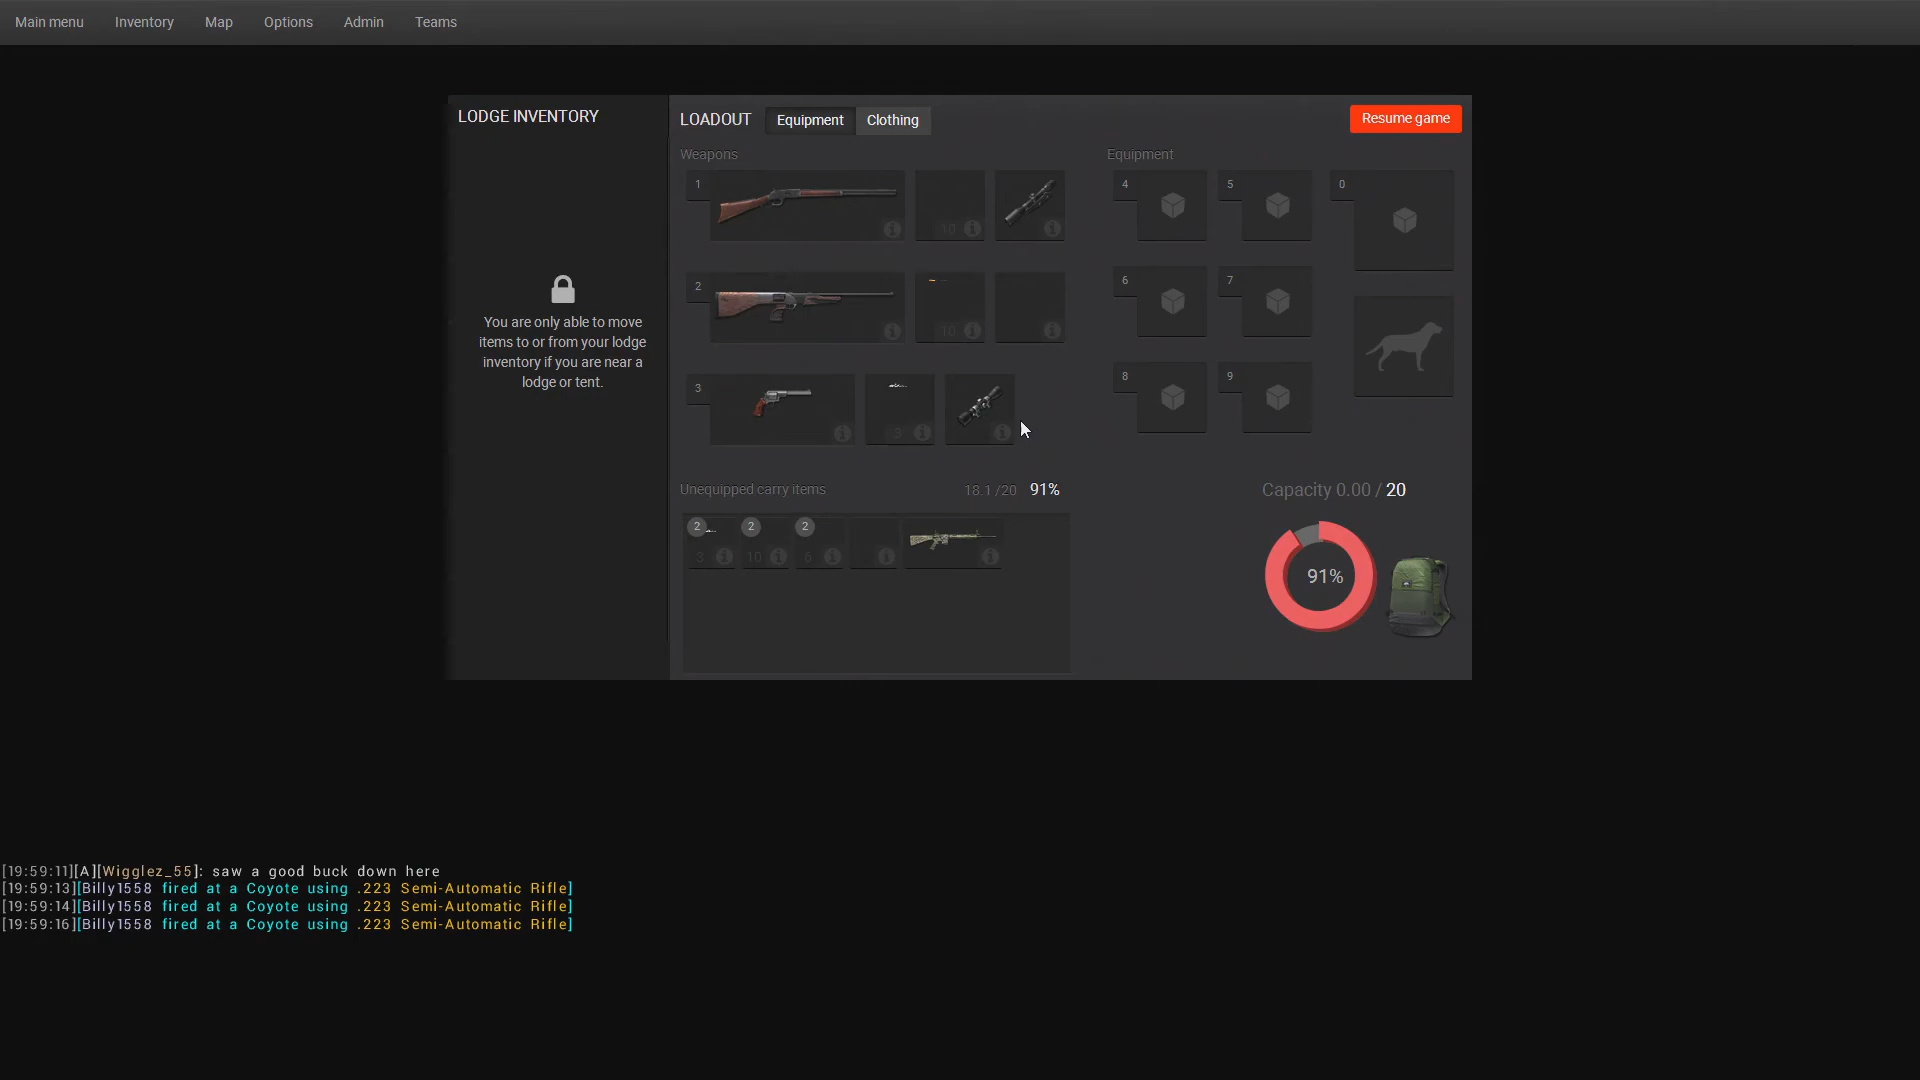 Main menu Inventory Map Options Admin Teams
LODGE INVENTORY
You are only able to move
items to or from your lodge
inventory if you are near a
lodge or tent.
LOADOUT Equipment Clothing Resume game
Weapons
1
10
2
10
3
3
Equipment
4 5 0
6 7
8 9
Unequipped carry items 18.1 /20 91%
2 2 2
3 10 6
Capacity 0.00 / 20
91%
[19:59:11][A][Wigglez_55]: saw a good buck down here
[19:59:13][Billy1558 fired at a Coyote using .223 Semi-Automatic Rifle]
[19:59:14][Billy1558 fired at a Coyote using .223 Semi-Automatic Rifle]
[19:59:16][Billy1558 fired at a Coyote using .223 Semi-Automatic Rifle]